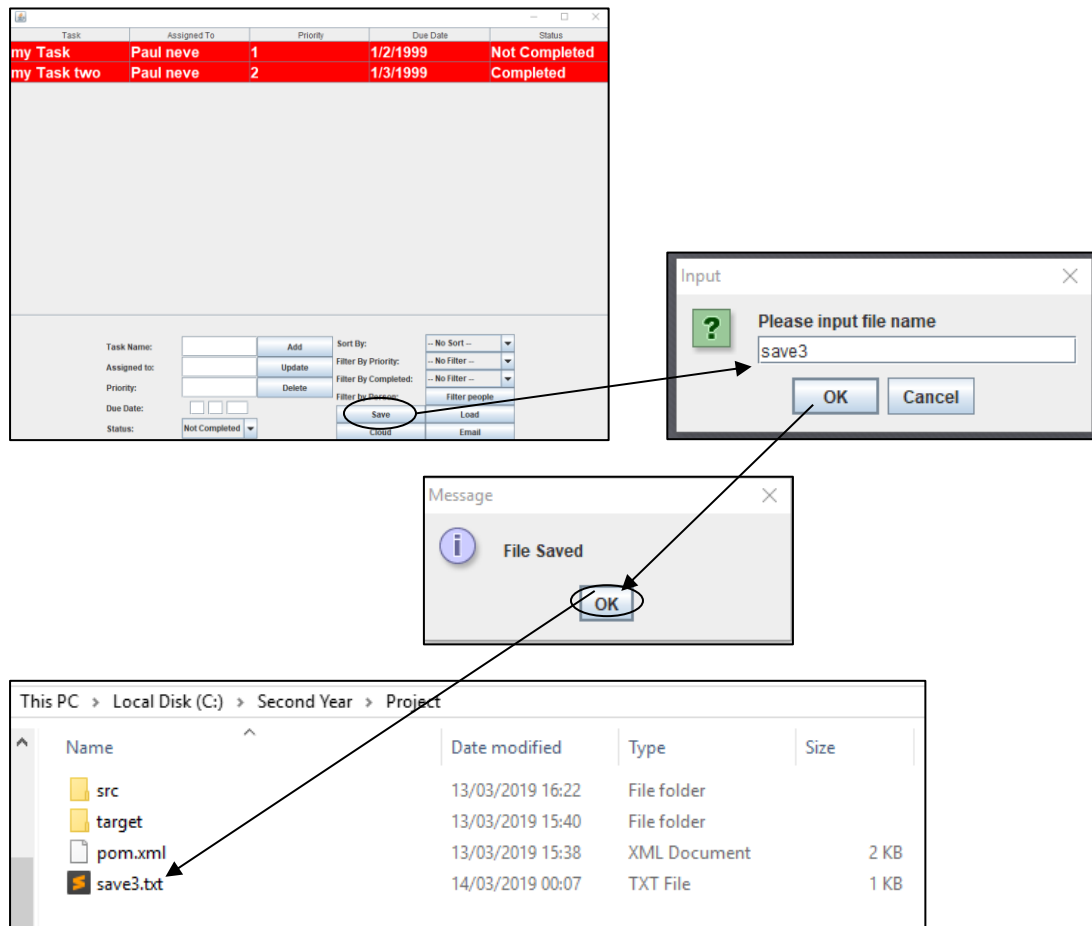 Task Assigned To Priority Due Date Status
my Task Paul neve 1 1/2/1999 Not Completed
my Task two Paul neve 2 1/3/1999 Completed
Task Name: Add Sort By: -- No Sort --
Assigned to: Update Filter By Priority: -- No Filter --
Priority: Delete Filter By Completed: -- No Filter --
Filter by Person: Filter people
Due Date: Save Load
Status: Not Completed Cloud Email
Input
Please input file name
save3
OK Cancel
Message
File Saved
OK
This PC > Local Disk (C:) > Second Year > Project
Name Date modified Type Size
src 13/03/2019 16:22 File folder
target 13/03/2019 15:40 File folder
pom.xml 13/03/2019 15:38 XML Document 2 KB
save3.txt 14/03/2019 00:07 TXT File 1 KB